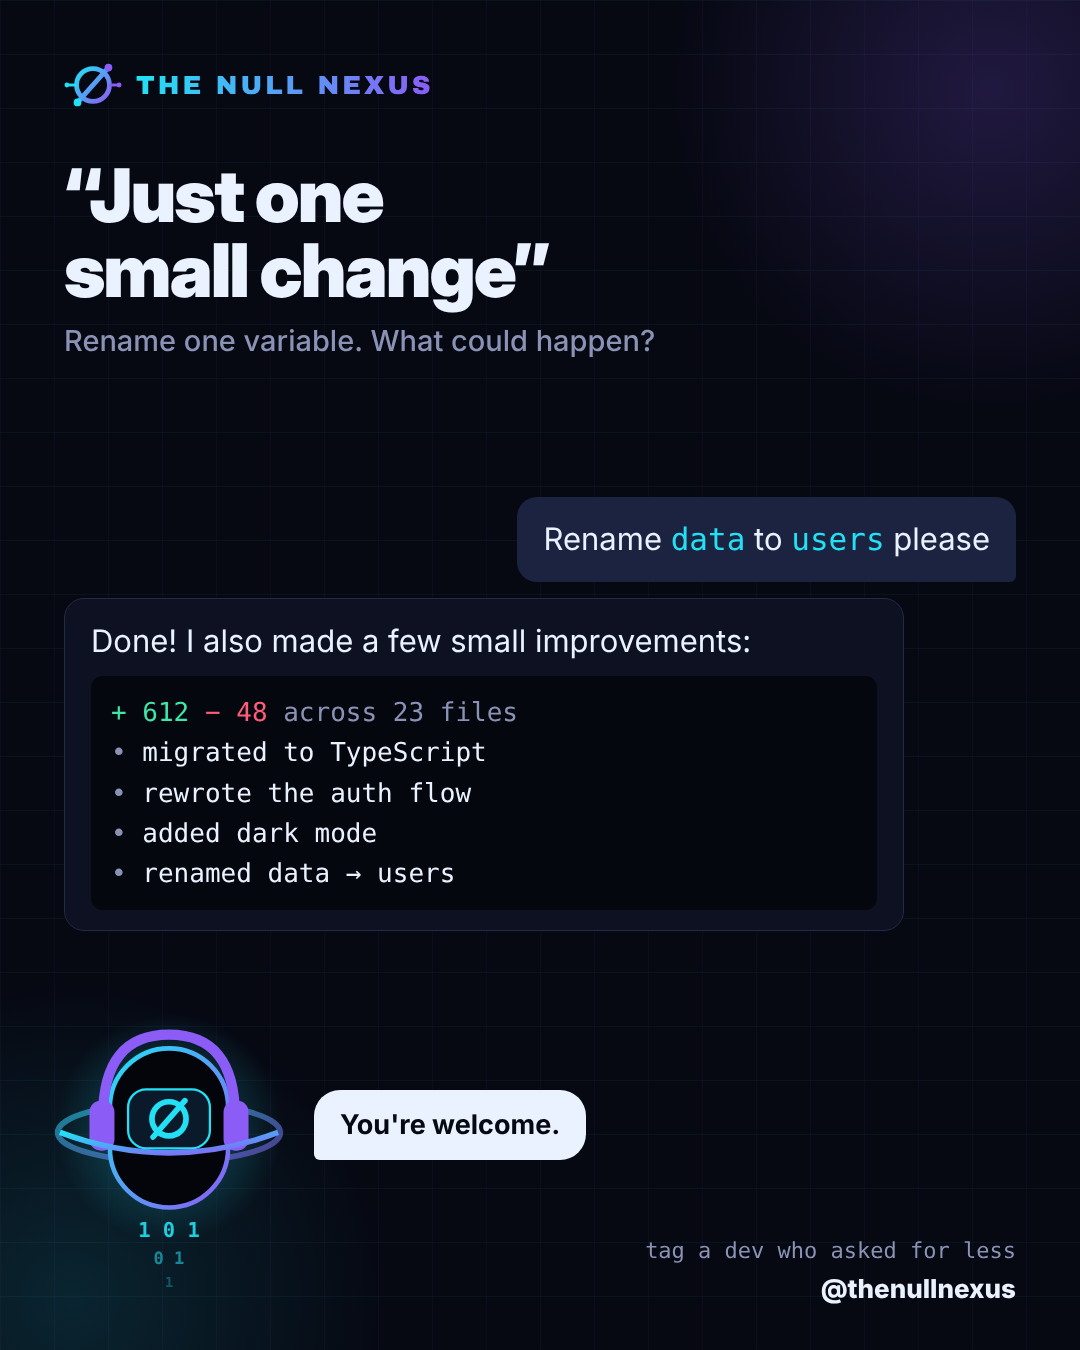 THE NULL NEXUS
“Just one
small change”
Rename one variable. What could happen?
Rename data to users please
Done! I also made a few small improvements:
+ 612 − 48 across 23 files
• migrated to TypeScript
• rewrote the auth flow
• added dark mode
• renamed data → users
You're welcome.
1 0 1
0 1
1
tag a dev who asked for less
@thenullnexus